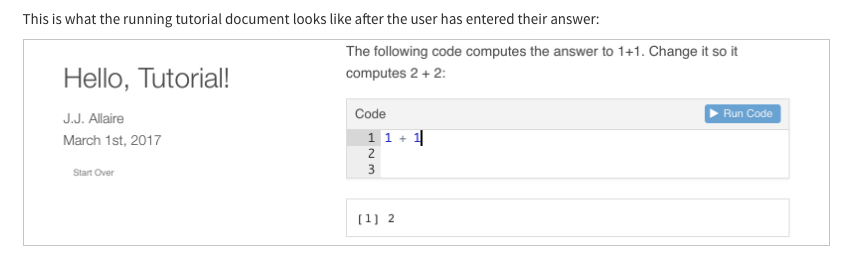 This is what the running tutorial document looks like after the user has entered their answer:
Hello, Tutorial!
J.J. Allaire
March 1st, 2017
Start Over
The following code computes the answer to 1+1. Change it so it
computes 2 + 2:
Code
Run Code
1 1 + 1
2
3
[1] 2